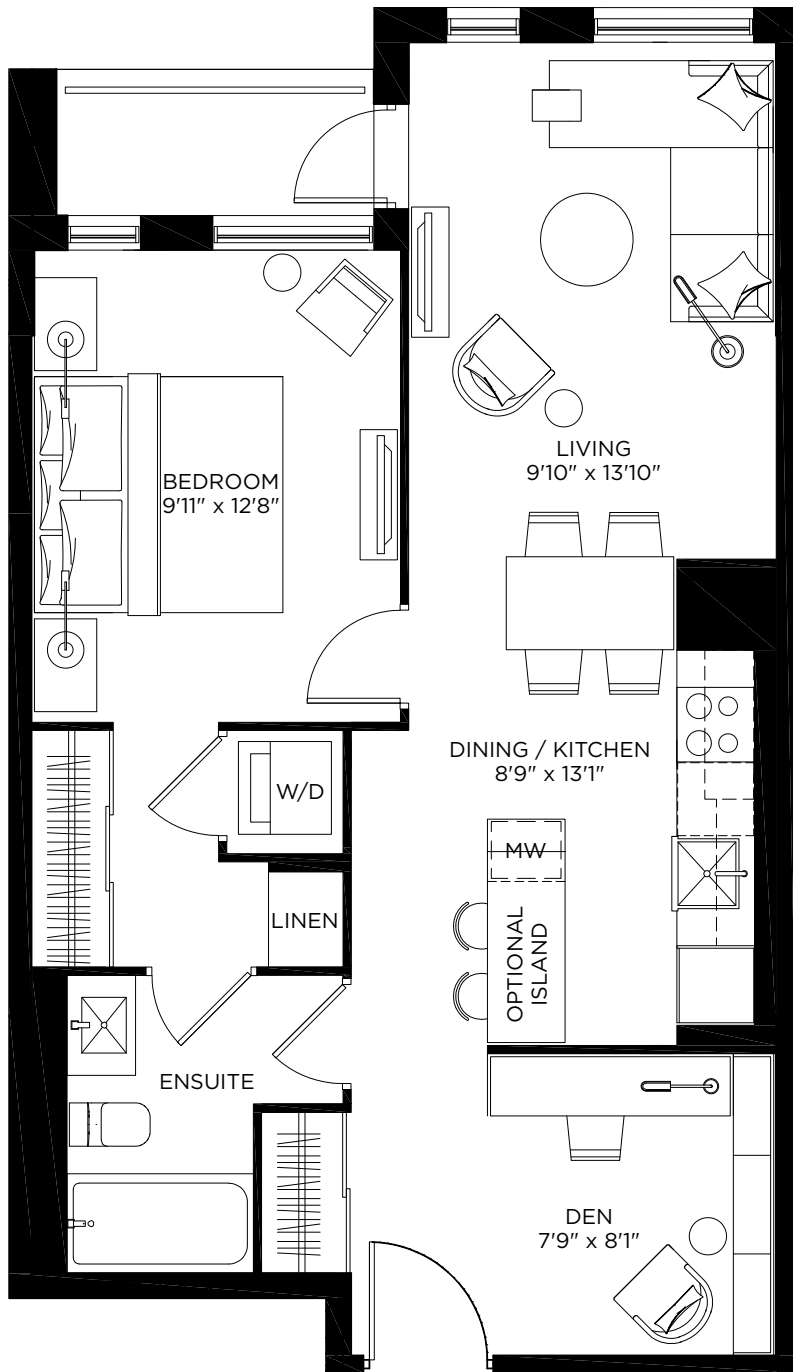 LIVING
9'10" x 13'10"
BEDROOM
9'11" x 12'8"
DINING / KITCHEN
8'9" x 13'1"
W/D
MW
LINEN
OPTIONAL
ISLAND
ENSUITE
DEN
7'9" x 8'1"